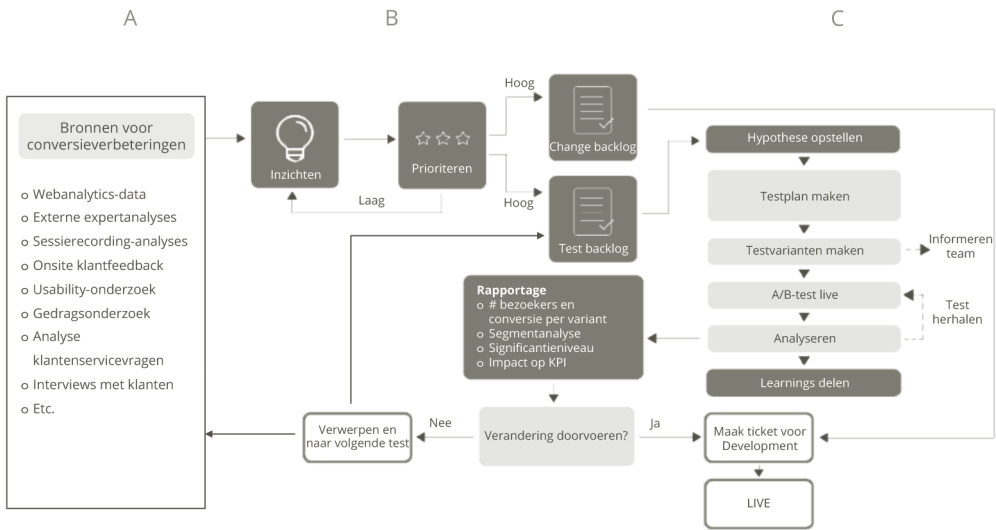 A
B
C
Bronnen voor
conversieverbeteringen
Webanalytics-data
Externe expertanalyses
Sessierecording-analyses
Onsite klantfeedback
Usability-onderzoek
Gedragsonderzoek
Analyse
klantenservicevragen
Interviews met klanten
Etc.
Inzichten
Prioriteren
Laag
Hoog
Hoog
Change backlog
Test backlog
Hypothese opstellen
Testplan maken
Testvarianten maken
Informeren
team
A/B-test live
Test
herhalen
Analyseren
Learnings delen
Rapportage
# bezoekers en
conversie per variant
Segmentanalyse
Significantieniveau
Impact op KPI
Verandering doorvoeren?
Nee
Ja
Verwerpen en
naar volgende test
Maak ticket voor
Development
LIVE